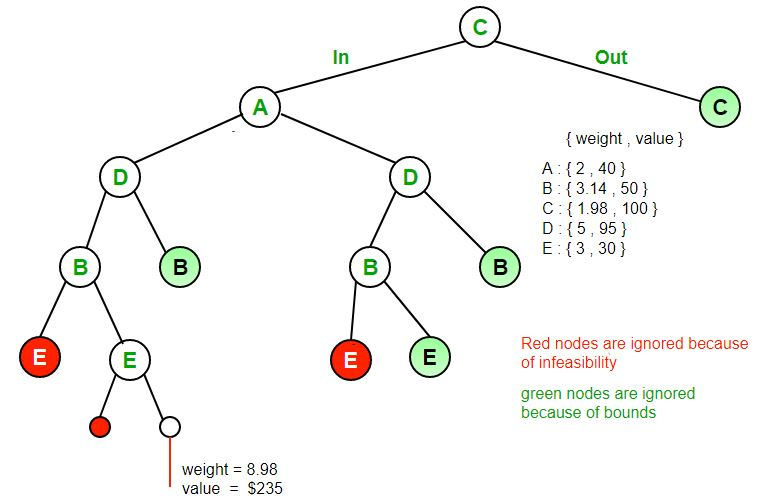 C
In
Out
A
C
{ weight , value }
A : { 2 , 40 }
B : { 3.14 , 50 }
C : { 1.98 , 100 }
D : { 5 , 95 }
E : { 3 , 30 }
D
D
B
B
B
B
E
E
E
E
Red nodes are ignored because
of infeasibility
green nodes are ignored
because of bounds
weight = 8.98
value = $235